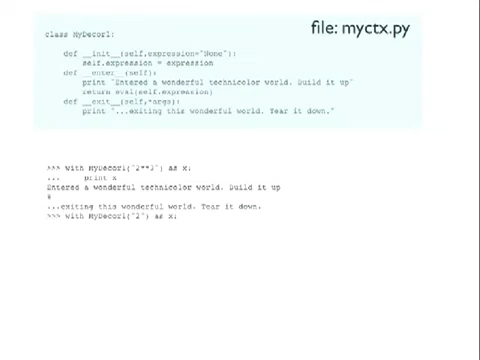 file: myctx.py
class MyDecor1:
def __init__(self,expression="None"):
self.expression = expression
def __enter__(self):
print "Entered a wonderful technicolor world. Build it up"
return eval(self.expression)
def __exit__(self,*args):
print "...exiting this wonderful world. Tear it down."
>>> with MyDecor1("2**3") as x:
... print x
Entered a wonderful technicolor world. Build it up
8
...exiting this wonderful world. Tear it down.
>>> with MyDecor1("2") as x: